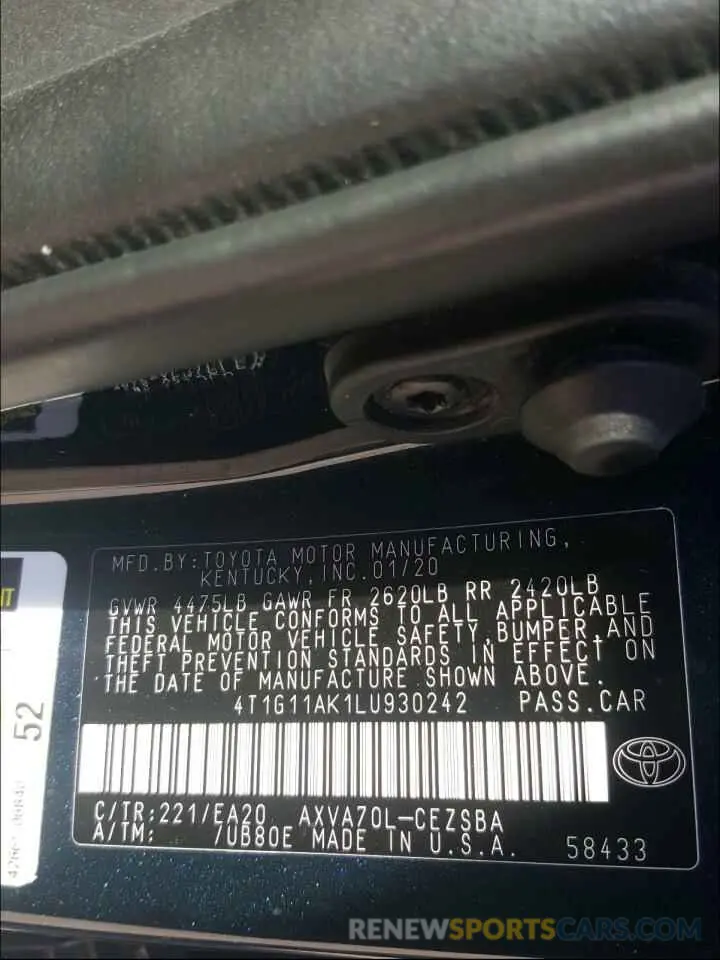 MFD.BY:TOYOTA MOTOR MANUFACTURING,
KENTUCKY,INC.01/20
GVWR 4475LB GAWR FR 2620LB RR 2420LB
THIS VEHICLE CONFORMS TO ALL APPLICABLE
FEDERAL MOTOR VEHICLE SAFETY,BUMPER,AND
THEFT PREVENTION STANDARDS IN EFFECT ON
THE DATE OF MANUFACTURE SHOWN ABOVE.
4T1G11AK1LU930242 PASS.CAR
C/TR:221/EA20 AXVA70L-CEZSBA
A/TM: /UB80E MADE IN U.S.A. 58433
52
RENEWSPORTSCARS.COM